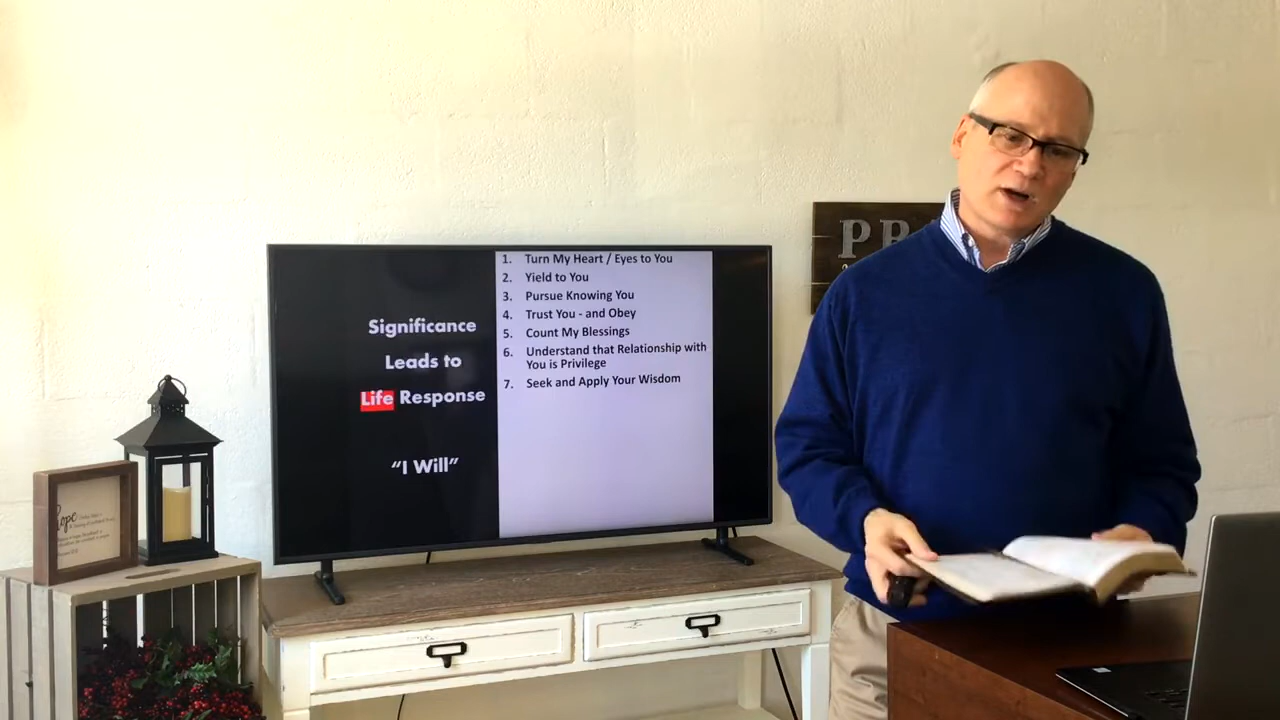 Significance
Leads to
Life Response
“I Will”
1. Turn My Heart / Eyes to You
2. Yield to You
3. Pursue Knowing You
4. Trust You - and Obey
5. Count My Blessings
6. Understand that Relationship with
You is Privilege
7. Seek and Apply Your Wisdom